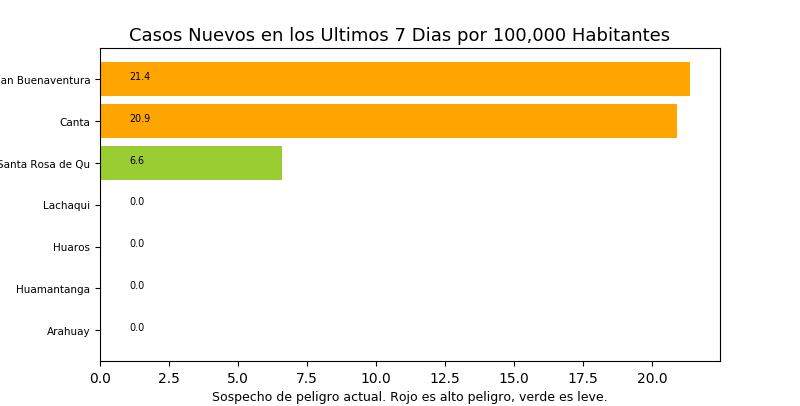 Casos Nuevos en los Ultimos 7 Dias por 100,000 Habitantes
an Buenaventura 21.4
Canta 20.9
Santa Rosa de Qu 6.6
Lachaqui 0.0
Huaros 0.0
Huamantanga 0.0
Arahuay 0.0
0.0 2.5 5.0 7.5 10.0 12.5 15.0 17.5 20.0
Sospecho de peligro actual. Rojo es alto peligro, verde es leve.